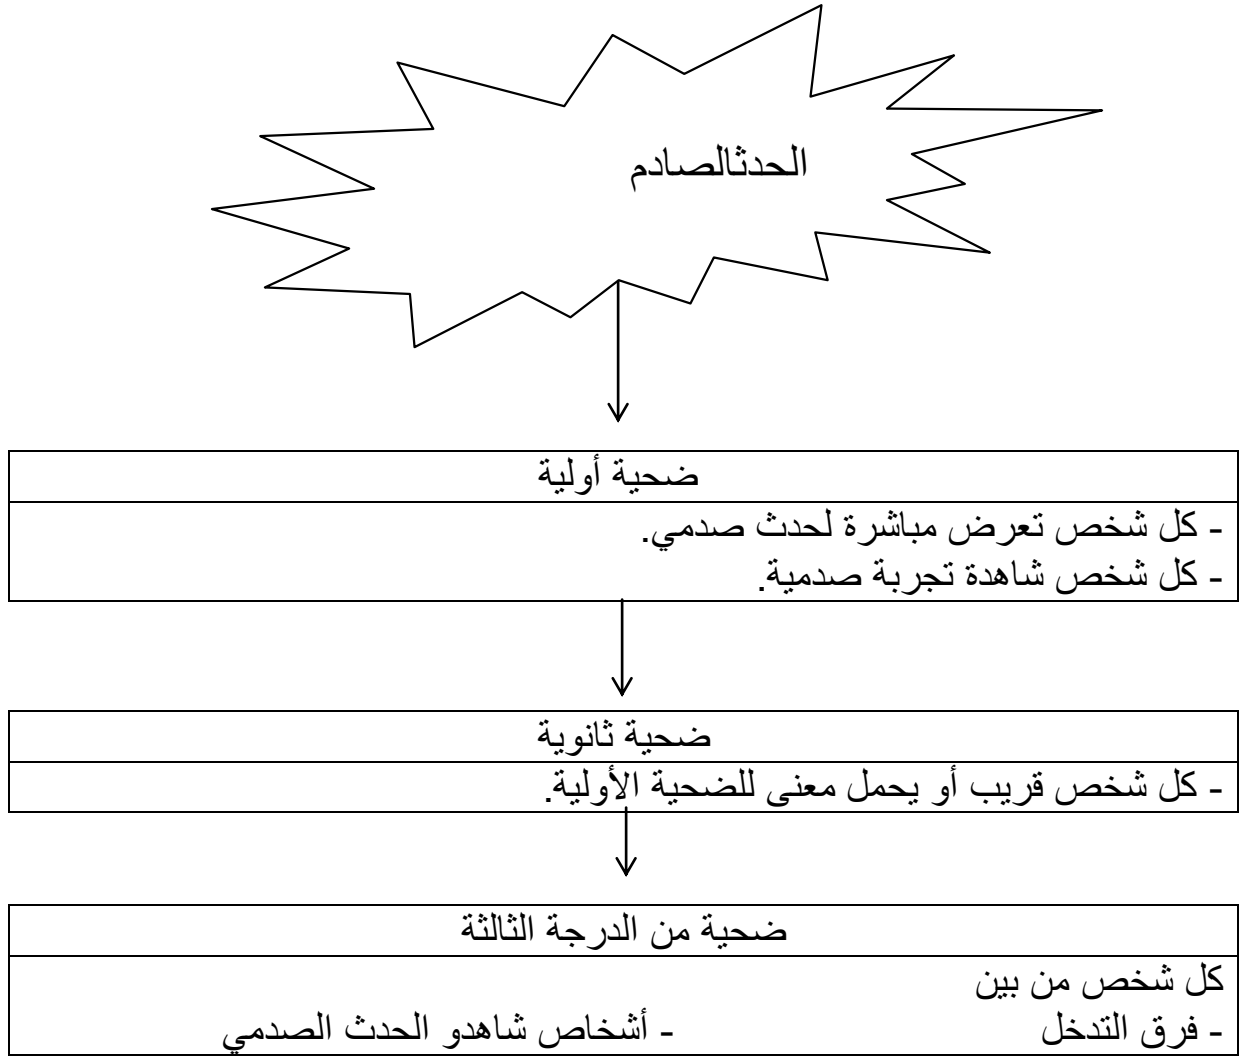 الحدثالصادم
ضحية أولية
- كل شخص تعرض مباشرة لحدث صدمي.
- كل شخص شاهدة تجربة صدمية.
ضحية ثانوية
- كل شخص قريب أو يحمل معنى للضحية الأولية.
ضحية من الدرجة الثالثة
كل شخص من بين
- فرق التدخل - أشخاص شاهدو الحدث الصدمي